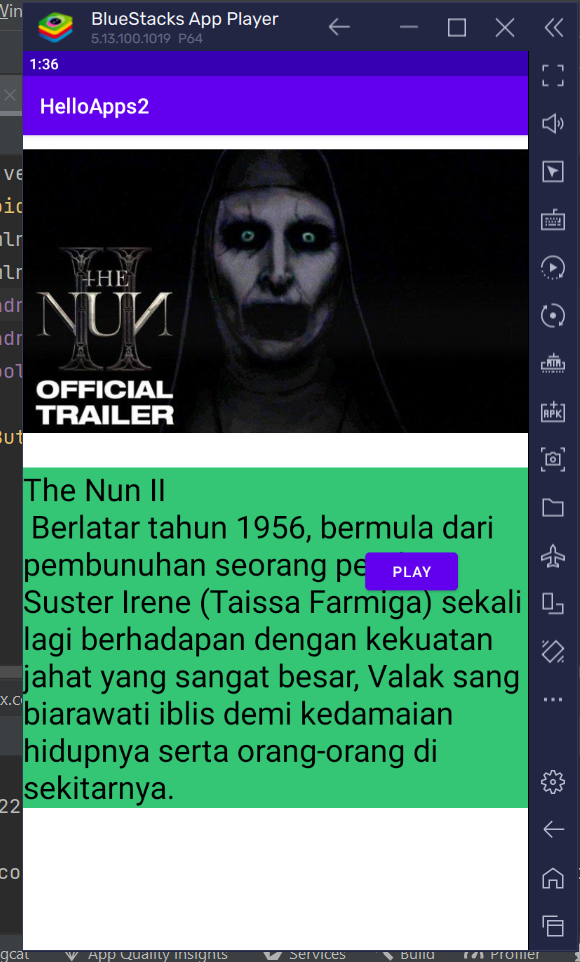 BlueStacks App Player
5.13.100.1019 P64
1:36
HelloApps2
THE
NUN
II
OFFICIAL
TRAILER
The Nun II
Berlatar tahun 1956, bermula dari
pembunuhan seorang
PLAY
Suster Irene (Taissa Farmiga) sekali
lagi berhadapan dengan kekuatan
jahat yang sangat besar, Valak sang
biarawati iblis demi kedamaian
hidupnya serta orang-orang di
sekitarnya.
App Quality Insights
Services
Build
Profiler